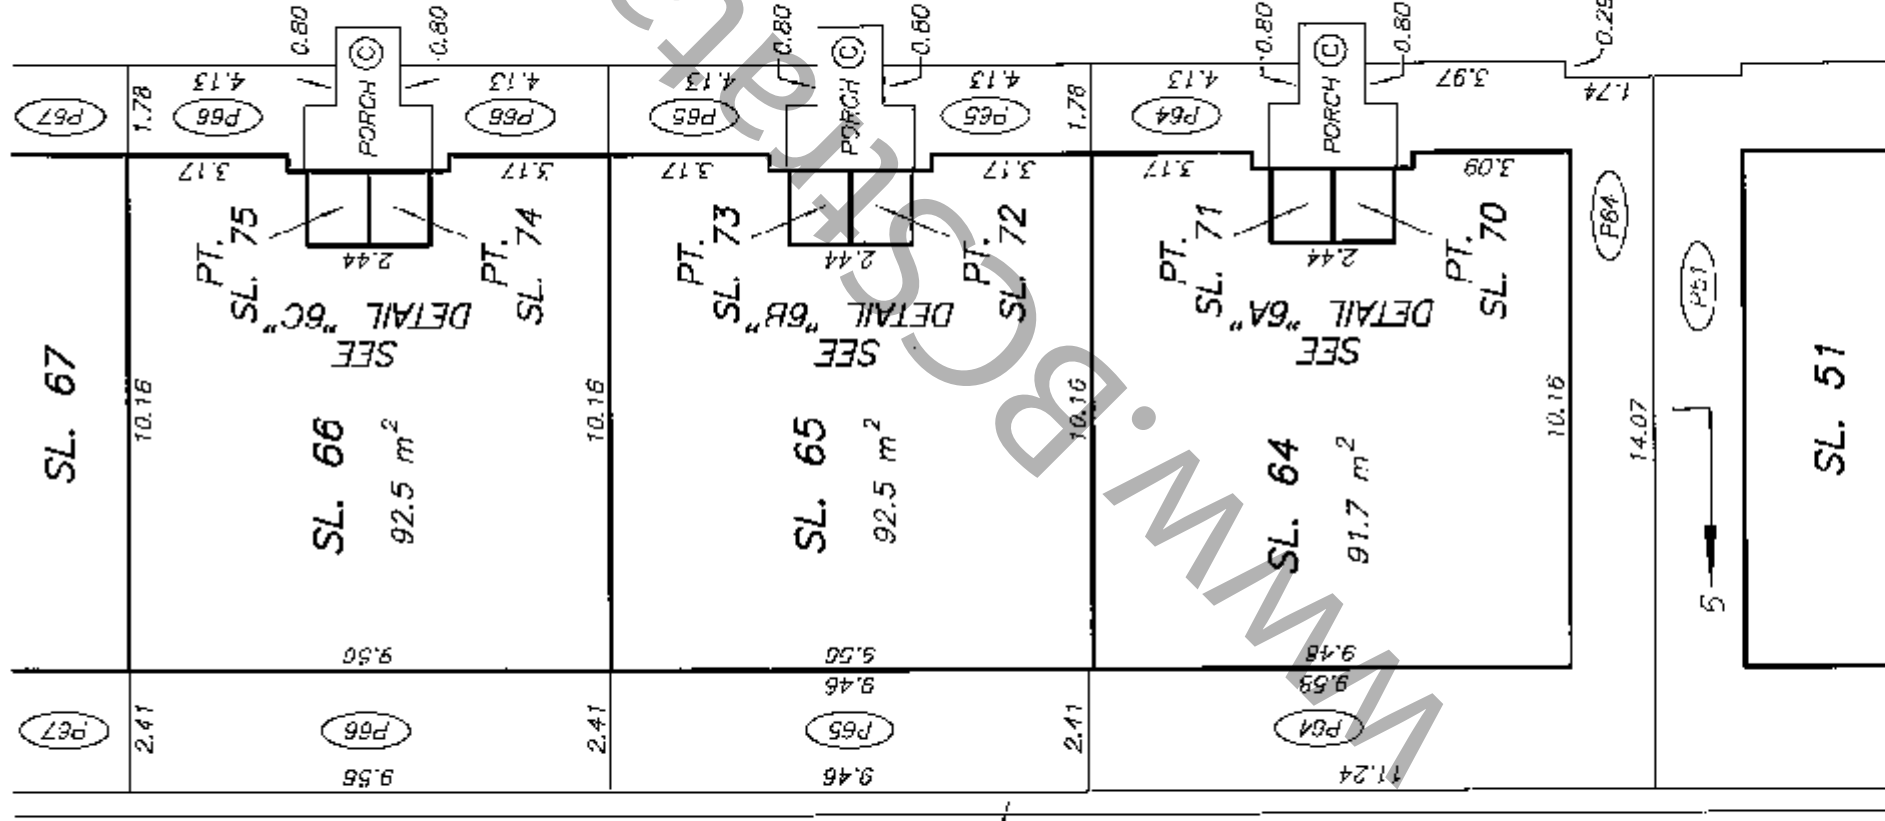 0.80
0.80
0.80
0.80
0.80
0.80
0.29
PORCH ©
PORCH ©
PORCH ©
P67
1.78
4.13
P66
4.13
P66
4.13
P65
4.13
P65
1.78
4.13
P64
3.97
1.74
3.17
3.17
3.17
3.17
3.17
3.09
P64
P51
PT.
SL. 75
PT.
SL. 74
PT.
SL. 73
PT.
SL. 72
PT.
SL. 71
PT.
SL. 70
2.44
2.44
2.44
SEE
DETAIL "6C"
SEE
DETAIL "6B"
SEE
DETAIL "6A"
SL. 67
10.16
SL. 66
92.5 m²
10.16
SL. 65
92.5 m²
10.16
SL. 64
91.7 m²
10.16
14.07
5
SL. 51
9.56
9.56
9.48
9.46
P67
2.41
P66
2.41
P65
2.41
P64
9.56
9.46
11.24